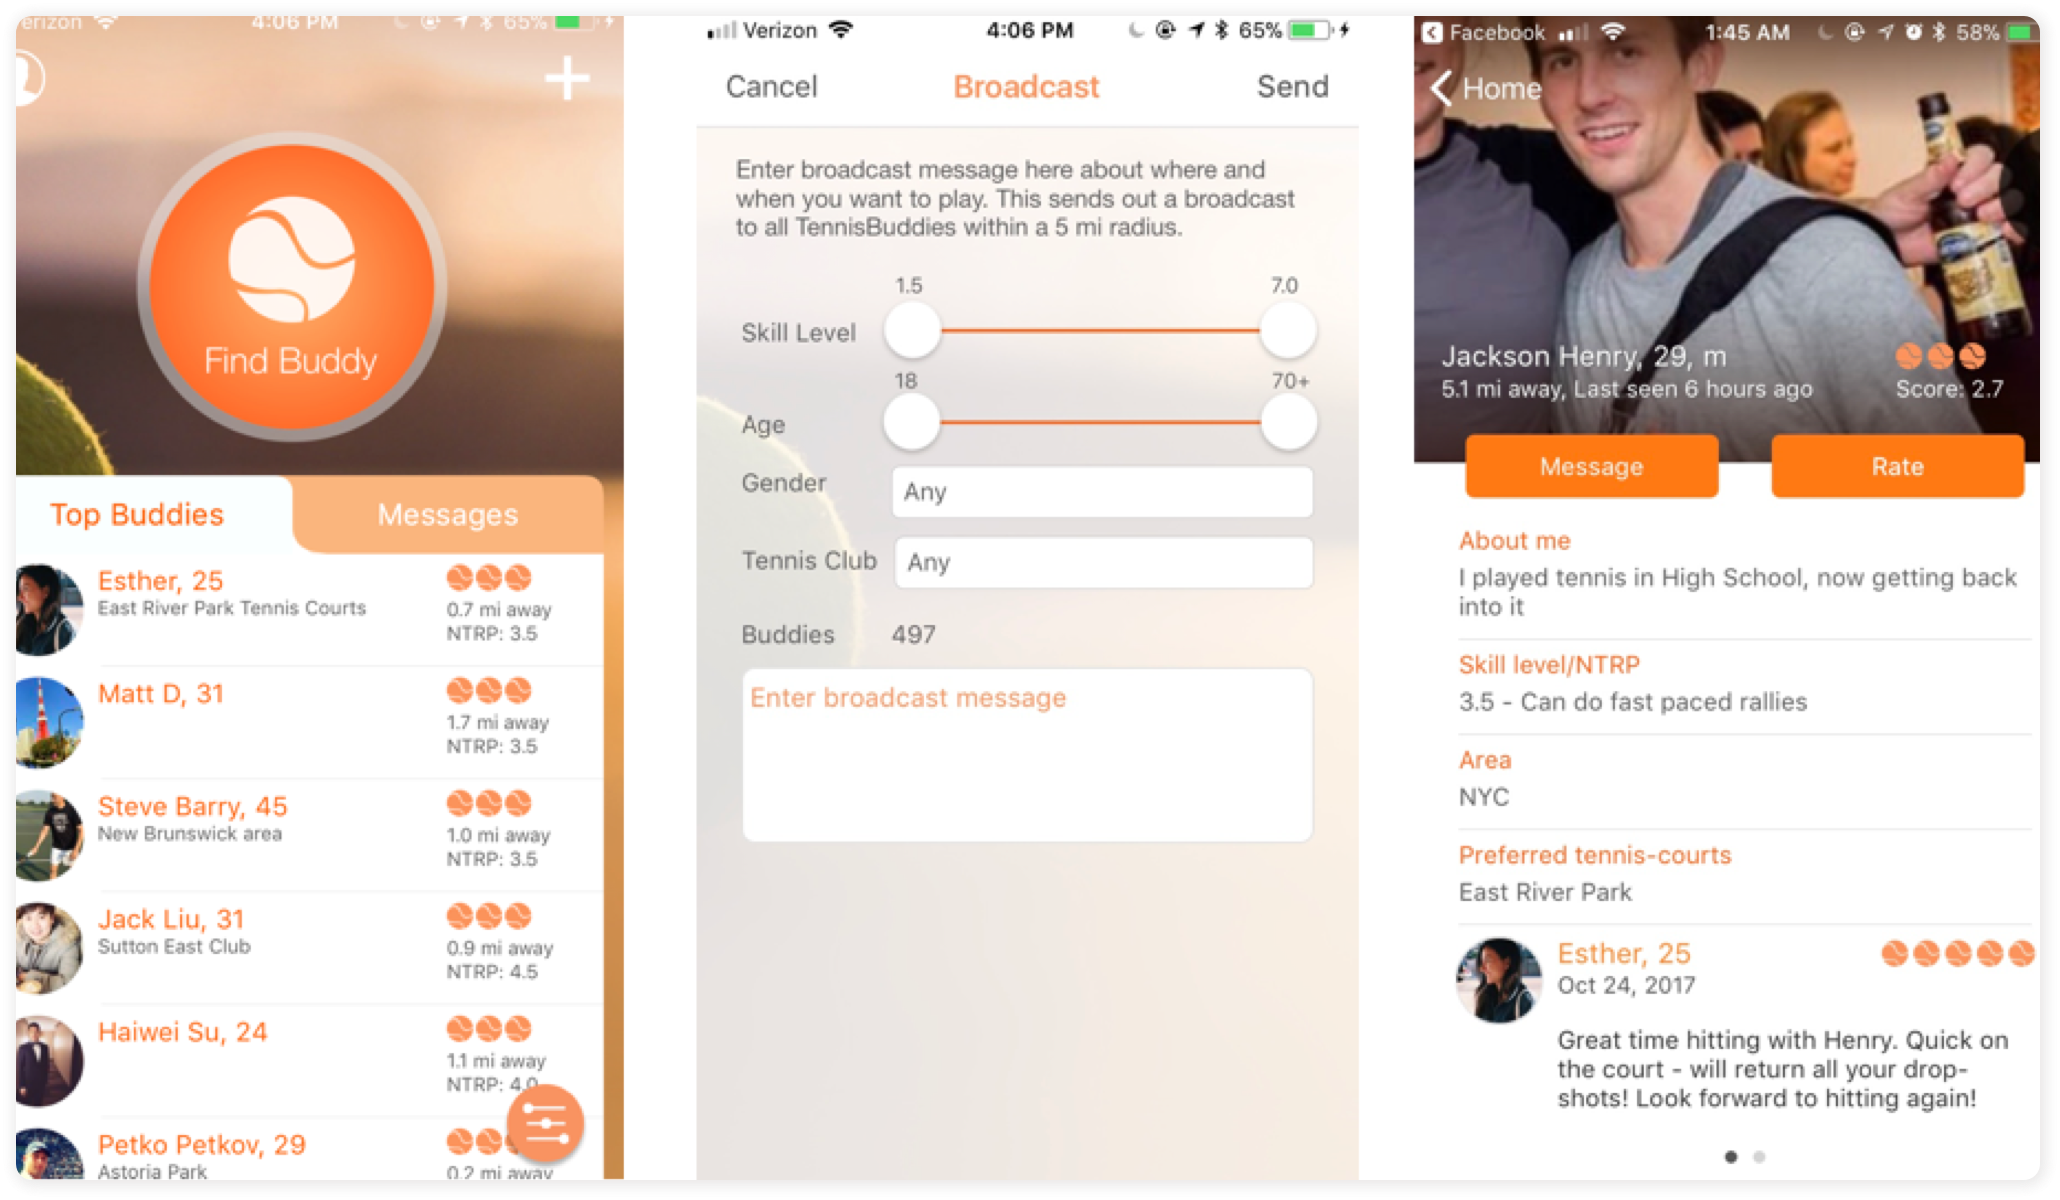 erizon 4:06 PM 65%
Find Buddy
Top Buddies Messages
Esther, 25
East River Park Tennis Courts
0.7 mi away
NTRP: 3.5
Matt D, 31
1.7 mi away
NTRP: 3.5
Steve Barry, 45
New Brunswick area
1.0 mi away
NTRP: 3.5
Jack Liu, 31
Sutton East Club
0.9 mi away
NTRP: 4.5
Haiwei Su, 24
1.1 mi away
NTRP: 4.0
Petko Petkov, 29
Astoria Park
0.2 mi away
Verizon 4:06 PM 65%
Cancel Broadcast Send
Enter broadcast message here about where and
when you want to play. This sends out a broadcast
to all TennisBuddies within a 5 mi radius.
1.5 7.0
Skill Level
18 70+
Age
Gender Any
Tennis Club Any
Buddies 497
Enter broadcast message
Facebook 1:45 AM 58%
Home
Jackson Henry, 29, m
5.1 mi away, Last seen 6 hours ago Score: 2.7
Message Rate
About me
I played tennis in High School, now getting back
into it
Skill level/NTRP
3.5 - Can do fast paced rallies
Area
NYC
Preferred tennis-courts
East River Park
Esther, 25
Oct 24, 2017
Great time hitting with Henry. Quick on
the court - will return all your drop-
shots! Look forward to hitting again!